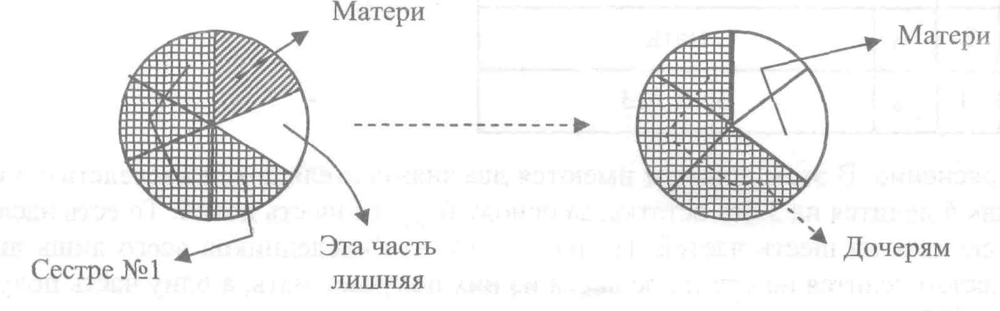 Матери
Матери
Эта часть
лишняя
Сестре №1
Дочерям